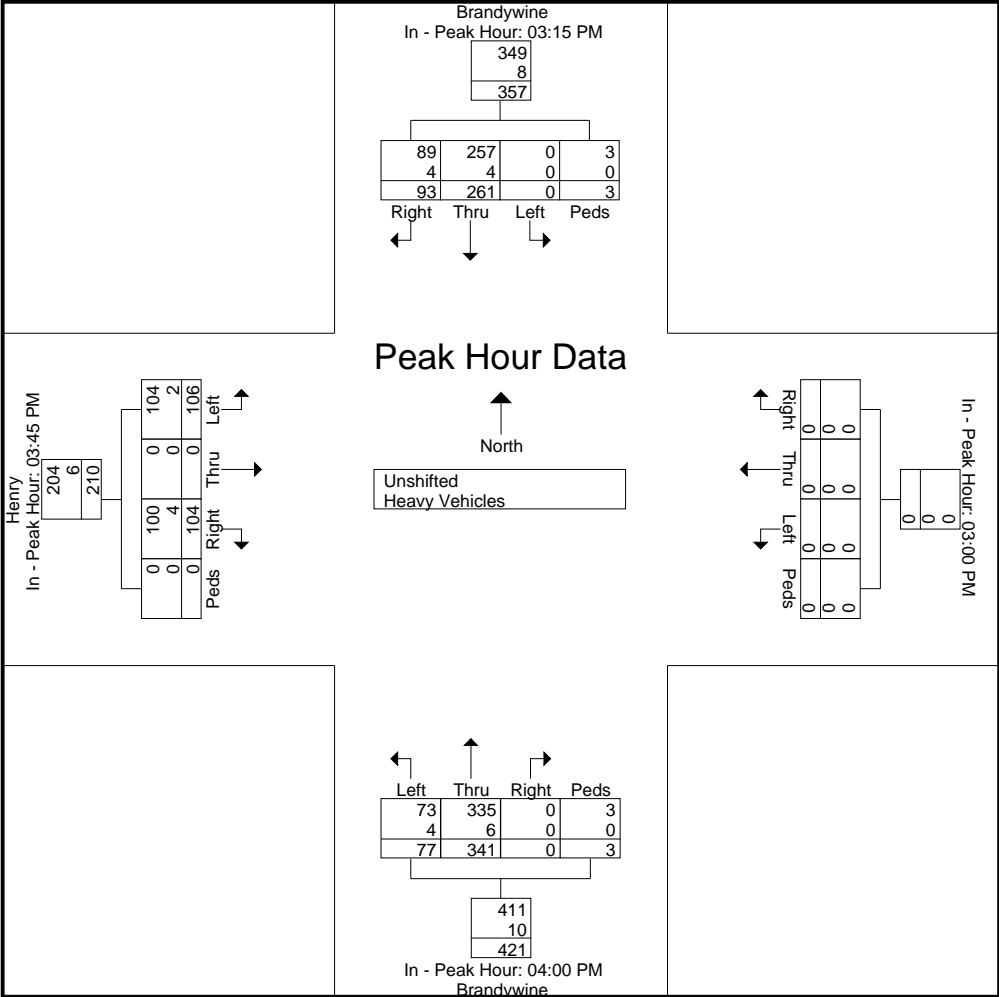 Brandywine
In - Peak Hour: 03:15 PM
349
8
357
89 257 0 3
4 4 0 0
93 261 0 3
Right Thru Left Peds
Peak Hour Data
North
Unshifted
Heavy Vehicles
Henry
In - Peak Hour: 03:45 PM
204
6
210
104 2 106 Left
0 0 0 Thru
100 4 104 Right
0 0 0 Peds
Right 0 0 0
Thru 0 0 0
Left 0 0 0
Peds 0 0 0
0 0 0
In - Peak Hour: 03:00 PM
Left Thru Right Peds
73 335 0 3
4 6 0 0
77 341 0 3
411
10
421
In - Peak Hour: 04:00 PM
Brandywine